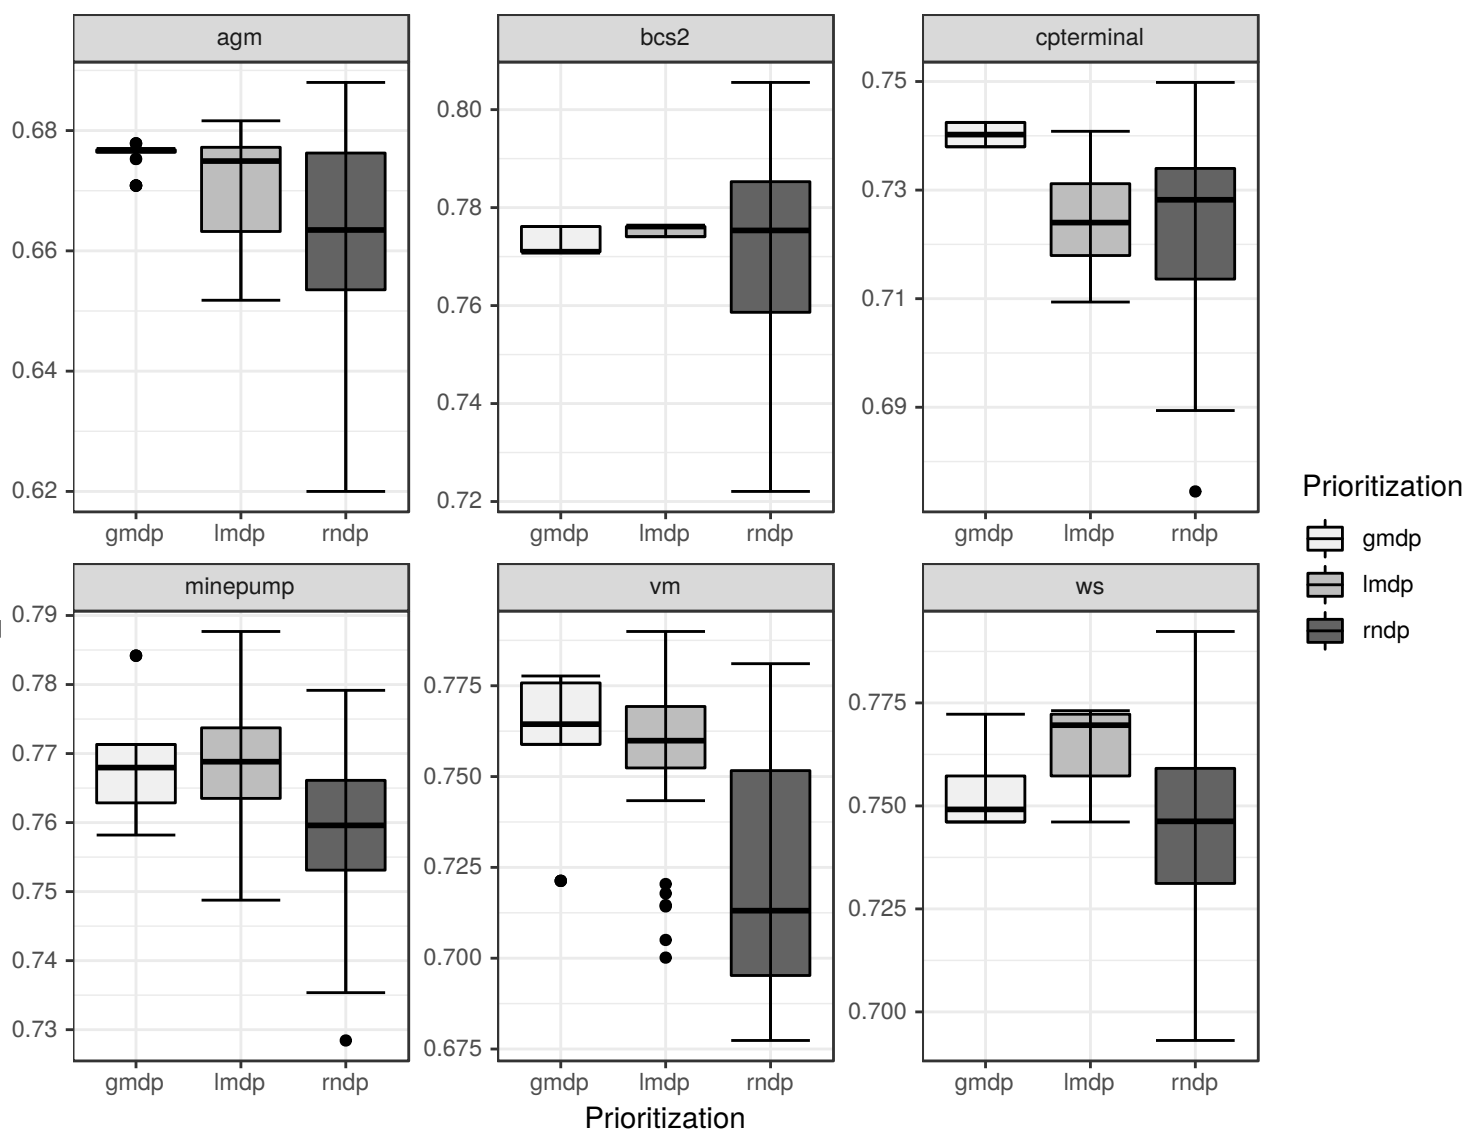 agm
bcs2
cpterminal
0.68
0.66
0.64
0.62
0.80
0.78
0.76
0.74
0.72
0.75
0.73
0.71
0.69
gmdp lmdp rndp
gmdp lmdp rndp
gmdp lmdp rndp
minepump
vm
ws
0.79
0.78
0.77
0.76
0.75
0.74
0.73
0.775
0.750
0.725
0.700
0.675
0.775
0.750
0.725
0.700
gmdp lmdp rndp
gmdp lmdp rndp
gmdp lmdp rndp
Prioritization
Prioritization
gmdp
lmdp
rndp